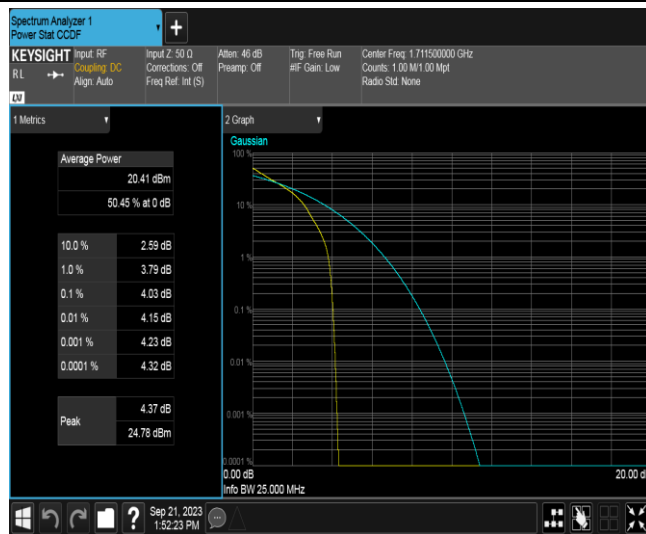 Spectrum Analyzer 1
Power Stat CCDF
+
KEYSIGHT
RL
LXI
Input: RF
Coupling: DC
Align: Auto
Input Z: 50 Ω
Corrections: Off
Freq Ref: Int (S)
Atten: 46 dB
Preamp: Off
Trig: Free Run
#IF Gain: Low
Center Freq: 1.711500000 GHz
Counts: 1.00 M/1.00 Mpt
Radio Std: None
1 Metrics
Average Power
20.41 dBm
50.45 % at 0 dB
10.0 % 2.59 dB
1.0 % 3.79 dB
0.1 % 4.03 dB
0.01 % 4.15 dB
0.001 % 4.23 dB
0.0001 % 4.32 dB
Peak
4.37 dB
24.78 dBm
2 Graph
Gaussian
100 %
10 %
1 %
0.1 %
0.01 %
0.001 %
0.0001 %
0.00 dB
20.00 d
Info BW 25.000 MHz
?
Sep 21, 2023
1:52:23 PM